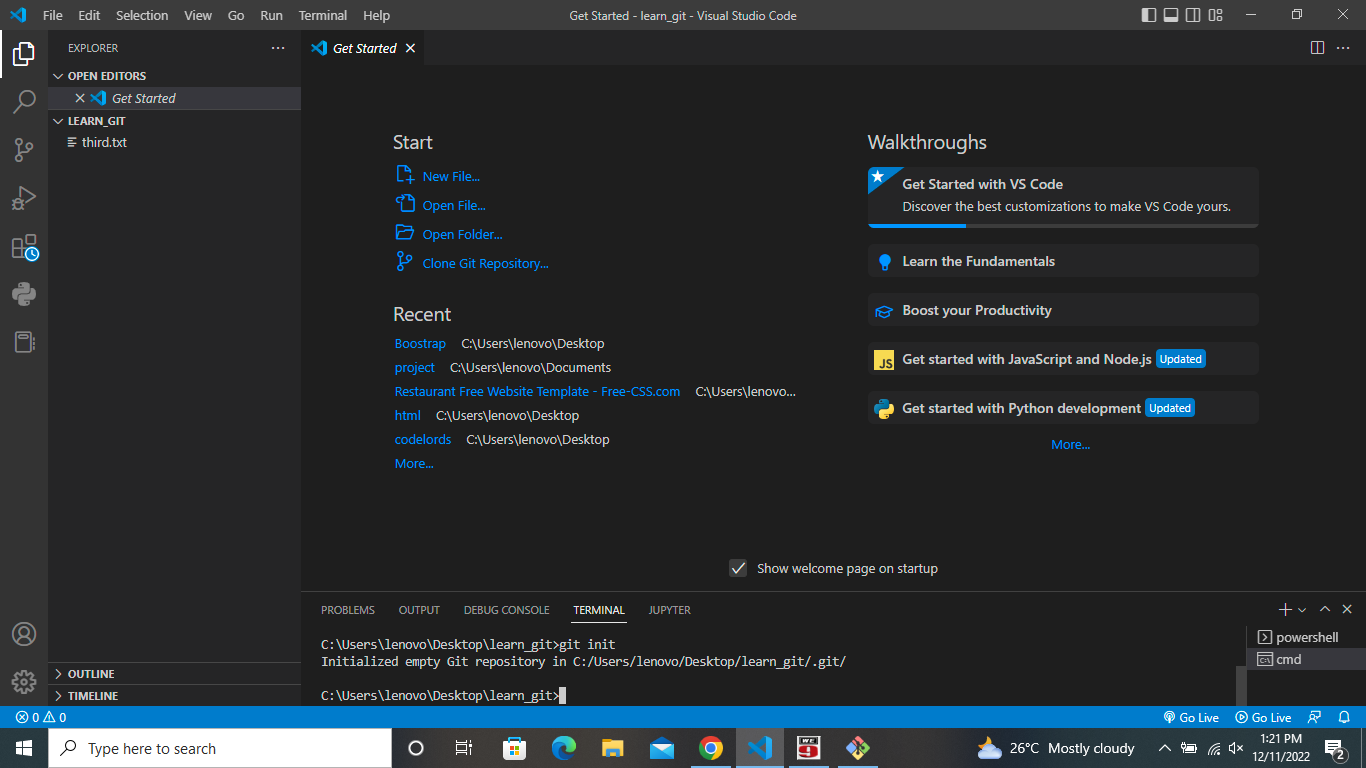 File Edit Selection View Go Run Terminal Help
Get Started - learn_git - Visual Studio Code
EXPLORER
OPEN EDITORS
Get Started
LEARN_GIT
third.txt
OUTLINE
TIMELINE
Get Started
Start
New File...
Open File...
Open Folder...
Clone Git Repository...
Recent
Boostrap C:\Users\lenovo\Desktop
project C:\Users\lenovo\Documents
Restaurant Free Website Template - Free-CSS.com C:\Users\lenovo...
html C:\Users\lenovo\Desktop
codelords C:\Users\lenovo\Desktop
More...
Walkthroughs
Get Started with VS Code
Discover the best customizations to make VS Code yours.
Learn the Fundamentals
Boost your Productivity
JS Get started with JavaScript and Node.js Updated
Get started with Python development Updated
More...
Show welcome page on startup
PROBLEMS OUTPUT DEBUG CONSOLE TERMINAL JUPYTER
C:\Users\lenovo\Desktop\learn_git>git init
Initialized empty Git repository in C:/Users/lenovo/Desktop/learn_git/.git/
C:\Users\lenovo\Desktop\learn_git>
powershell
cmd
0 0 Go Live Go Live
Type here to search
26°C Mostly cloudy
1:21 PM
12/11/2022
2